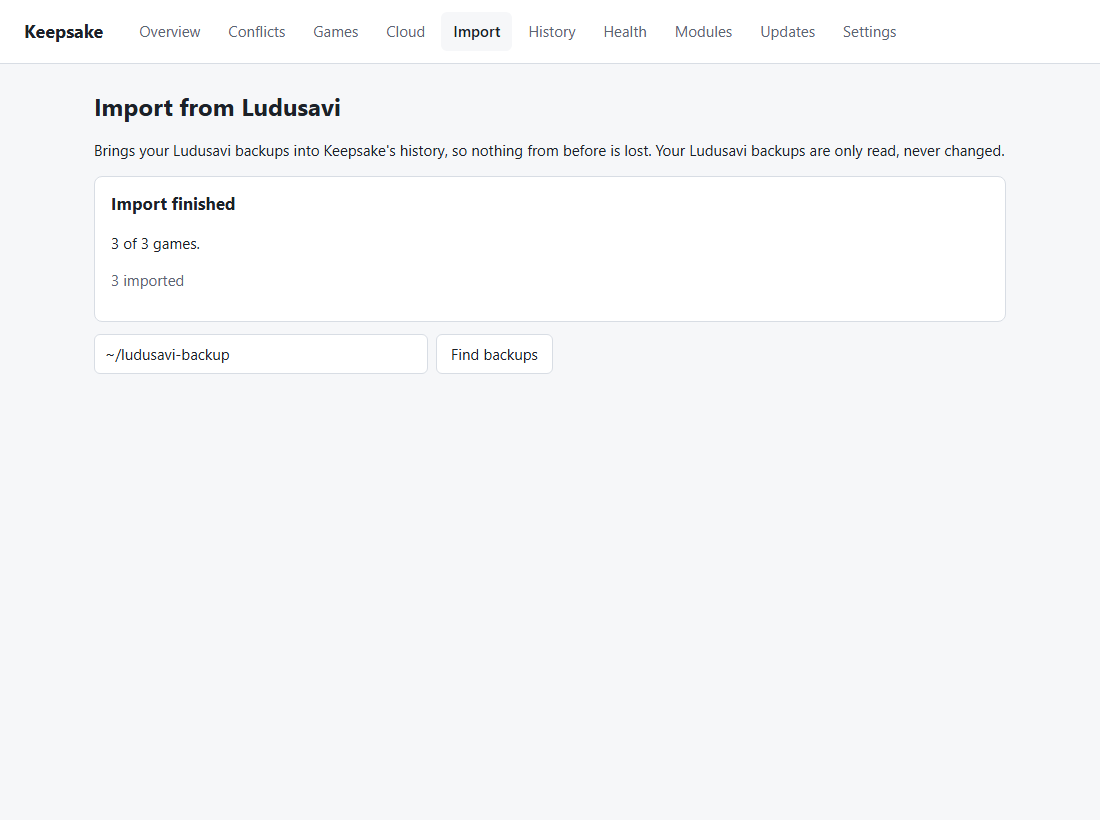 Keepsake Overview Conflicts Games Cloud Import History Health Modules Updates Settings
Import from Ludusavi
Brings your Ludusavi backups into Keepsake's history, so nothing from before is lost. Your Ludusavi backups are only read, never changed.
Import finished
3 of 3 games.
3 imported
~/ludusavi-backup Find backups